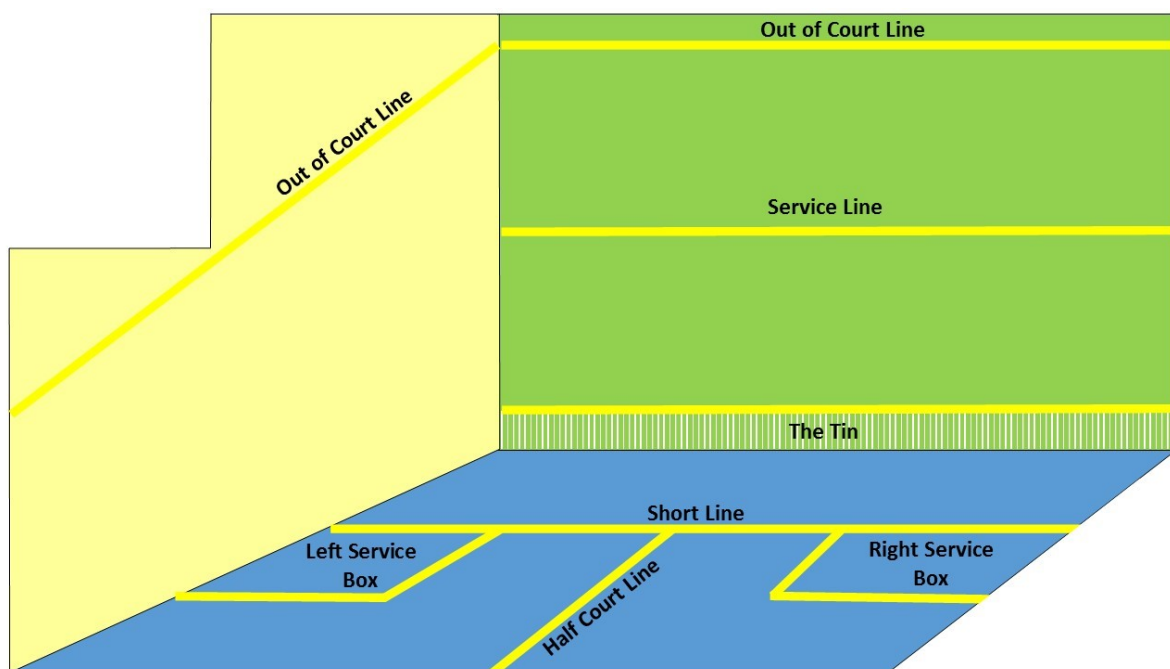 Out of Court Line
Out of Court Line
Service Line
The Tin
Short Line
Left Service
Box
Right Service
Box
Half Court Line